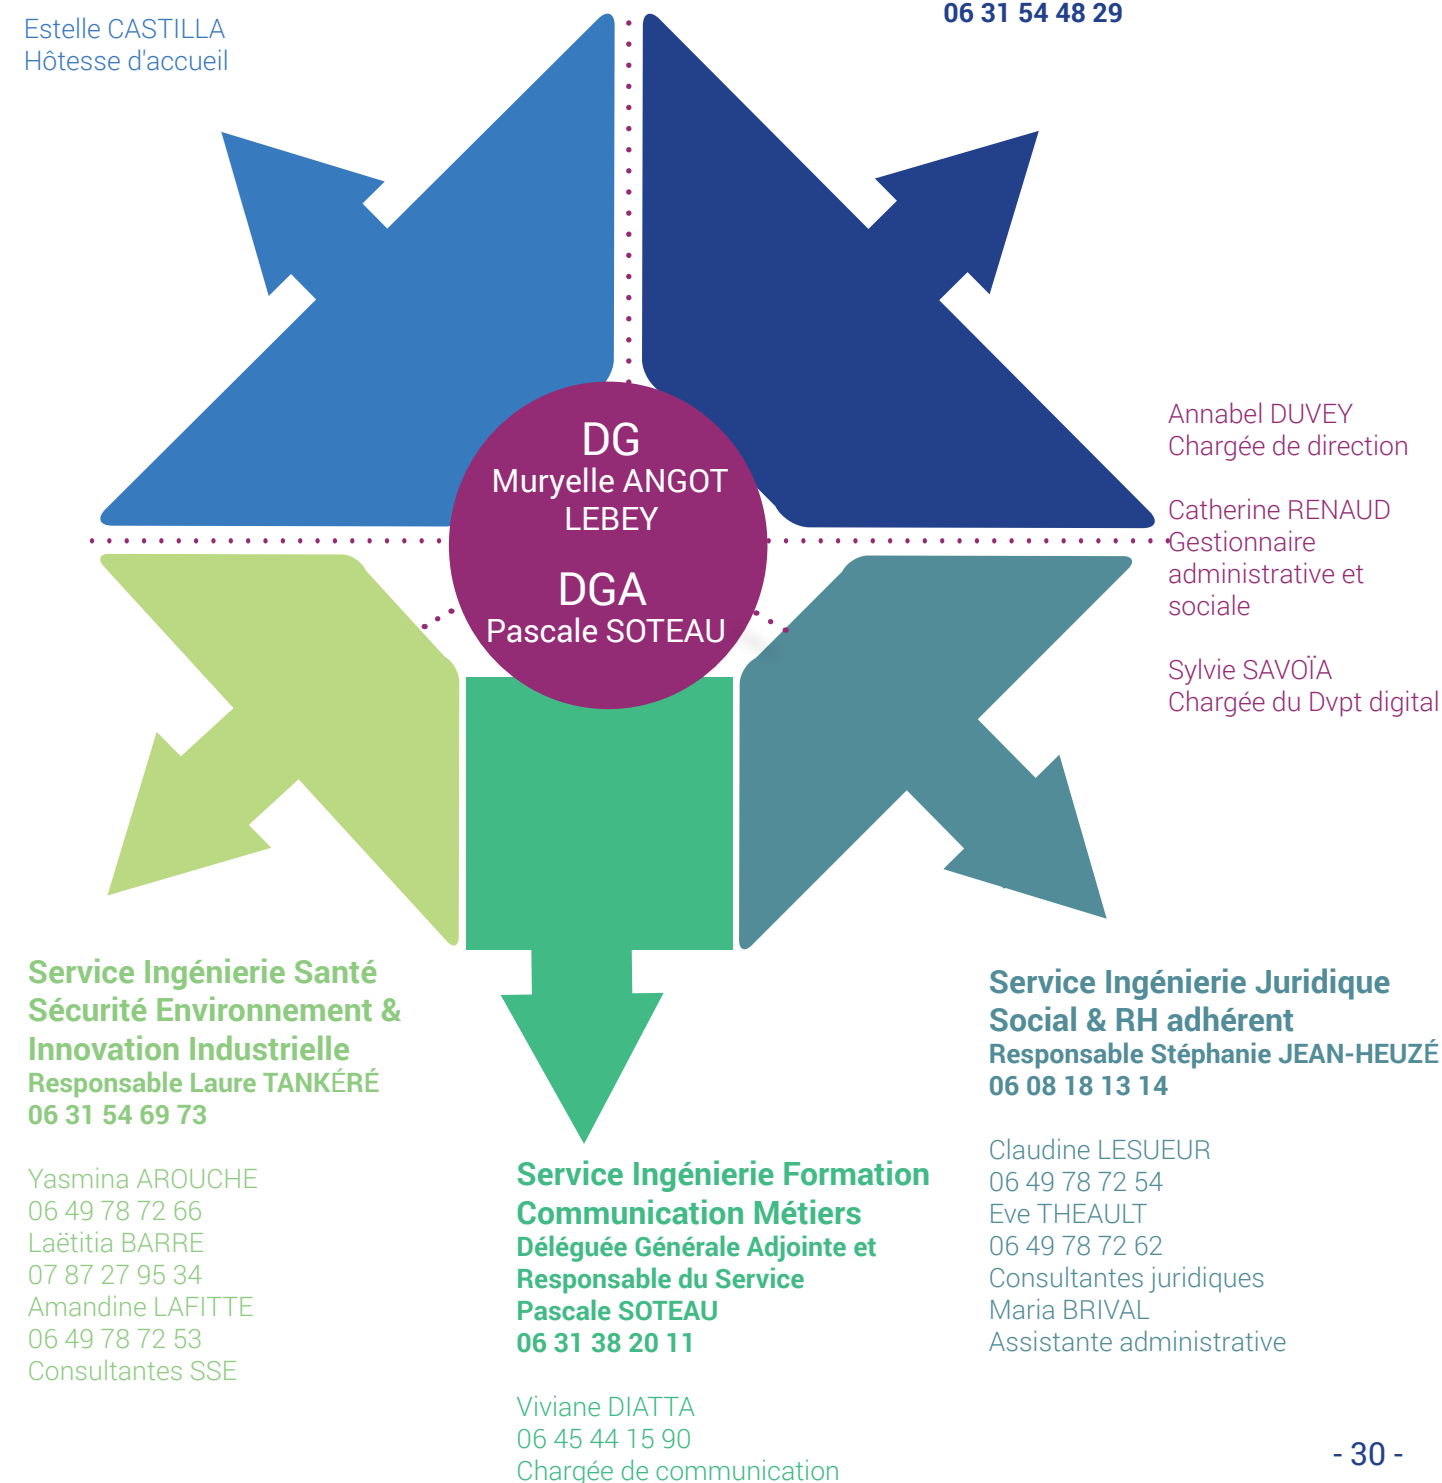 Estelle CASTILLA
Hôtesse d'accueil
06 31 54 48 29
DG
Muryelle ANGOT
LEBEY
DGA
Pascale SOTEAU
Annabel DUVEY
Chargée de direction
Catherine RENAUD
Gestionnaire
administrative et
sociale
Sylvie SAVOÏA
Chargée du Dvpt digital
Service Ingénierie Santé
Sécurité Environnement &
Innovation Industrielle
Responsable Laure TANKÉRÉ
06 31 54 69 73
Yasmina AROUCHE
06 49 78 72 66
Laëtitia BARRE
07 87 27 95 34
Amandine LAFITTE
06 49 78 72 53
Consultantes SSE
Service Ingénierie Formation
Communication Métiers
Déléguée Générale Adjointe et
Responsable du Service
Pascale SOTEAU
06 31 38 20 11
Viviane DIATTA
06 45 44 15 90
Chargée de communication
Service Ingénierie Juridique
Social & RH adhérent
Responsable Stéphanie JEAN-HEUZÉ
06 08 18 13 14
Claudine LESUEUR
06 49 78 72 54
Eve THEAULT
06 49 78 72 62
Consultantes juridiques
Maria BRIVAL
Assistante administrative
- 30 -